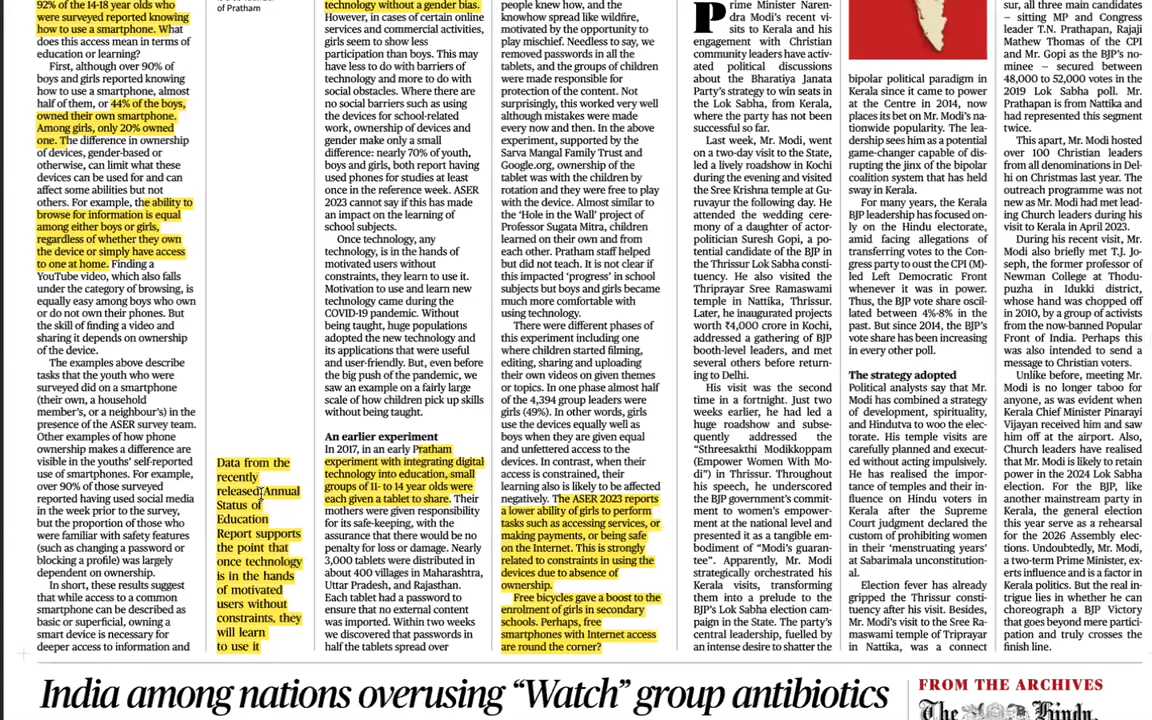 92% of the 14-18 year olds who
were surveyed reported knowing
how to use a smartphone. What
does this access mean in terms of
education or learning?
First, although over 90% of
boys and girls reported knowing
how to use a smartphone, almost
half of them, or 44% of the boys,
owned their own smartphone.
Among girls, only 20% owned
one. The difference in ownership
of devices, gender-based or
otherwise, can limit what these
devices can be used for and can
affect some abilities but not
others. For example, the ability to
browse for information is equal
among either boys or girls,
regardless of whether they own
the device or simply have access
to one at home. Finding a
YouTube video, which also falls
under the category of browsing, is
equally easy among boys who own
or do not own their phones. But
the skill of finding a video and
sharing it depends on ownership
of the device.
The examples above describe
tasks that the youth who were
surveyed did on a smartphone
(their own, a household
member's, or a neighbour's) in the
presence of the ASER survey team.
Other examples of how phone
ownership makes a difference are
visible in the youths' self-reported
use of smartphones. For example,
over 90% of those surveyed
reported having used social media
in the week prior to the survey,
but the proportion of those who
were familiar with safety features
(such as changing a password or
blocking a profile) was largely
dependent on ownership.
In short, these results suggest
that while access to a common
smartphone can be described as
basic or superficial, owning a
smart device is necessary for
deeper access to information and
of Pratham
Data from the
recently
released Annual
Status of
Education
Report supports
the point that
once technology
is in the hands
of motivated
users without
constraints, they
will learn
to use it
technology without a gender bias.
However, in cases of certain online
services and commercial activities,
girls seem to show less
participation than boys. This may
have less to do with barriers of
technology and more to do with
social obstacles. Where there are
no social barriers such as using
the devices for school-related
work, ownership of devices and
gender make only a small
difference: nearly 70% of youth,
boys and girls, both report having
used phones for studies at least
once in the reference week. ASER
2023 cannot say if this has made
an impact on the learning of
school subjects.
Once technology, any
technology, is in the hands of
motivated users without
constraints, they learn to use it.
Motivation to use and learn new
technology came during the
COVID-19 pandemic. Without
being taught, huge populations
adopted the new technology and
its applications that were useful
and user-friendly. But, even before
the big push of the pandemic, we
saw an example on a fairly large
scale of how children pick up skills
without being taught.
An earlier experiment
In 2017, in an early Pratham
experiment with integrating digital
technology into education, small
groups of 11- to 14 year olds were
each given a tablet to share. Their
mothers were given responsibility
for its safe-keeping, with the
assurance that there would be no
penalty for loss or damage. Nearly
3,000 tablets were distributed in
about 400 villages in Maharashtra,
Uttar Pradesh, and Rajasthan.
Each tablet had a password to
ensure that no external content
was imported. Within two weeks
we discovered that passwords in
half the tablets spread over
people knew how, and the
knowhow spread like wildfire,
motivated by the opportunity to
play mischief. Needless to say, we
removed passwords in all the
tablets, and the groups of children
were made responsible for
protection of the content. Not
surprisingly, this worked very well
although mistakes were made
every now and then. In the above
experiment, supported by the
Sarva Mangal Family Trust and
Google.org, ownership of the
tablet was with the children by
rotation and they were free to play
with the device. Almost similar to
the 'Hole in the Wall' project of
Professor Sugata Mitra, children
learned on their own and from
each other. Pratham staff helped
but did not teach. It is not clear if
this impacted 'progress' in school
subjects but boys and girls became
much more comfortable with
using technology.
There were different phases of
this experiment including one
where children started filming,
editing, sharing and uploading
their own videos on given themes
or topics. In one phase almost half
of the 4,394 group leaders were
girls (49%). In other words, girls
use the devices equally as well as
boys when they are given equal
and unfettered access to the
devices. In contrast, when their
access is constrained, their
learning also is likely to be affected
negatively. The ASER 2023 reports
a lower ability of girls to perform
tasks such as accessing services, or
making payments, or being safe
on the Internet. This is strongly
related to constraints in using the
devices due to absence of
ownership.
Free bicycles gave a boost to the
enrolment of girls in secondary
schools. Perhaps, free
smartphones with Internet access
are round the corner?
Prime Minister Naren-
dra Modi's recent vi-
sits to Kerala and his
engagement with Christian
community leaders have activ-
ated political discussions
about the Bharatiya Janata
Party's strategy to win seats in
the Lok Sabha, from Kerala,
where the party has not been
successful so far.
Last week, Mr. Modi, went
on a two-day visit to the State,
led a lively roadshow in Kochi
during the evening and visited
the Sree Krishna temple at Gu-
ruvayur the following day. He
attended the wedding cere-
mony of a daughter of actor-
politician Suresh Gopi, a po-
tential candidate of the BJP in
the Thrissur Lok Sabha consti-
tuency. He also visited the
Thriprayar Sree Ramaswami
temple in Nattika, Thrissur.
Later, he inaugurated projects
worth ₹4,000 crore in Kochi,
addressed a gathering of BJP
booth-level leaders, and met
several others before return-
ing to Delhi.
His visit was the second
time in a fortnight. Just two
weeks earlier, he had led a
huge roadshow and subse-
quently addressed the
"Sthreesakthi Modikkoppam
(Empower Women With Mo-
di") in Thrissur. Throughout
his speech, he underscored
the BJP government's commit-
ment to women's empower-
ment at the national level and
presented it as a tangible em-
bodiment of "Modi's guaran-
tee". Apparently, Mr. Modi
strategically orchestrated his
Kerala visits, transforming
them into a prelude to the
BJP's Lok Sabha election cam-
paign in the State. The party's
central leadership, fuelled by
an intense desire to shatter the
bipolar political paradigm in
Kerala since it came to power
at the Centre in 2014, now
places its bet on Mr. Modi's na-
tionwide popularity. The lea-
dership sees him as a potential
game-changer capable of dis-
rupting the jinx of the bipolar
coalition system that has held
sway in Kerala.
For many years, the Kerala
BJP leadership has focused on-
ly on the Hindu electorate,
amid facing allegations of
transferring votes to the Con-
gress party to oust the CPI (M)-
led Left Democratic Front
whenever it was in power.
Thus, the BJP vote share oscil-
lated between 4%-8% in the
past. But since 2014, the BJP's
vote share has been increasing
in every other poll.
The strategy adopted
Political analysts say that Mr.
Modi has combined a strategy
of development, spirituality,
and Hindutva to woo the elec-
torate. His temple visits are
carefully planned and execut-
ed without acting impulsively.
He has realised the impor-
tance of temples and their in-
fluence on Hindu voters in
Kerala after the Supreme
Court judgment declared the
custom of prohibiting women
in their 'menstruating years'
at Sabarimala unconstitution-
al.
Election fever has already
gripped the Thrissur consti-
tuency after his visit. Besides,
Mr. Modi's visit to the Sree Ra-
maswami temple of Triprayar
in Nattika, was a connect
sur, all three main candidates
– sitting MP and Congress
leader T.N. Prathapan, Rajaji
Mathew Thomas of the CPI
and Mr. Gopi as the BJP's no-
minee – secured between
48,000 to 52,000 votes in the
2019 Lok Sabha poll. Mr.
Prathapan is from Nattika and
had represented this segment
twice.
This apart, Mr. Modi hosted
over 100 Christian leaders
from all denominations in Del-
hi on Christmas last year. The
outreach programme was not
new as Mr. Modi had met lead-
ing Church leaders during his
visit to Kerala in April 2023.
During his recent visit, Mr.
Modi also briefly met T.J. Jo-
seph, the former professor of
Newman College at Thodu-
puzha in Idukki district,
whose hand was chopped off
in 2010, by a group of activists
from the now-banned Popular
Front of India. Perhaps this
was also intended to send a
message to Christian voters.
Unlike before, meeting Mr.
Modi is no longer taboo for
anyone, as was evident when
Kerala Chief Minister Pinarayi
Vijayan received him and saw
him off at the airport. Also,
Church leaders have realised
that Mr. Modi is likely to retain
power in the 2024 Lok Sabha
election. For the BJP, like
another mainstream party in
Kerala, the general election
this year serve as a rehearsal
for the 2026 Assembly elec-
tions. Undoubtedly, Mr. Modi,
a two-term Prime Minister, ex-
erts influence and is a factor in
Kerala politics. But the real in-
trigue lies in whether he can
choreograph a BJP Victory
that goes beyond mere partici-
pation and truly crosses the
finish line.
India among nations overusing "Watch" group antibiotics
FROM THE ARCHIVES
The Hindu.